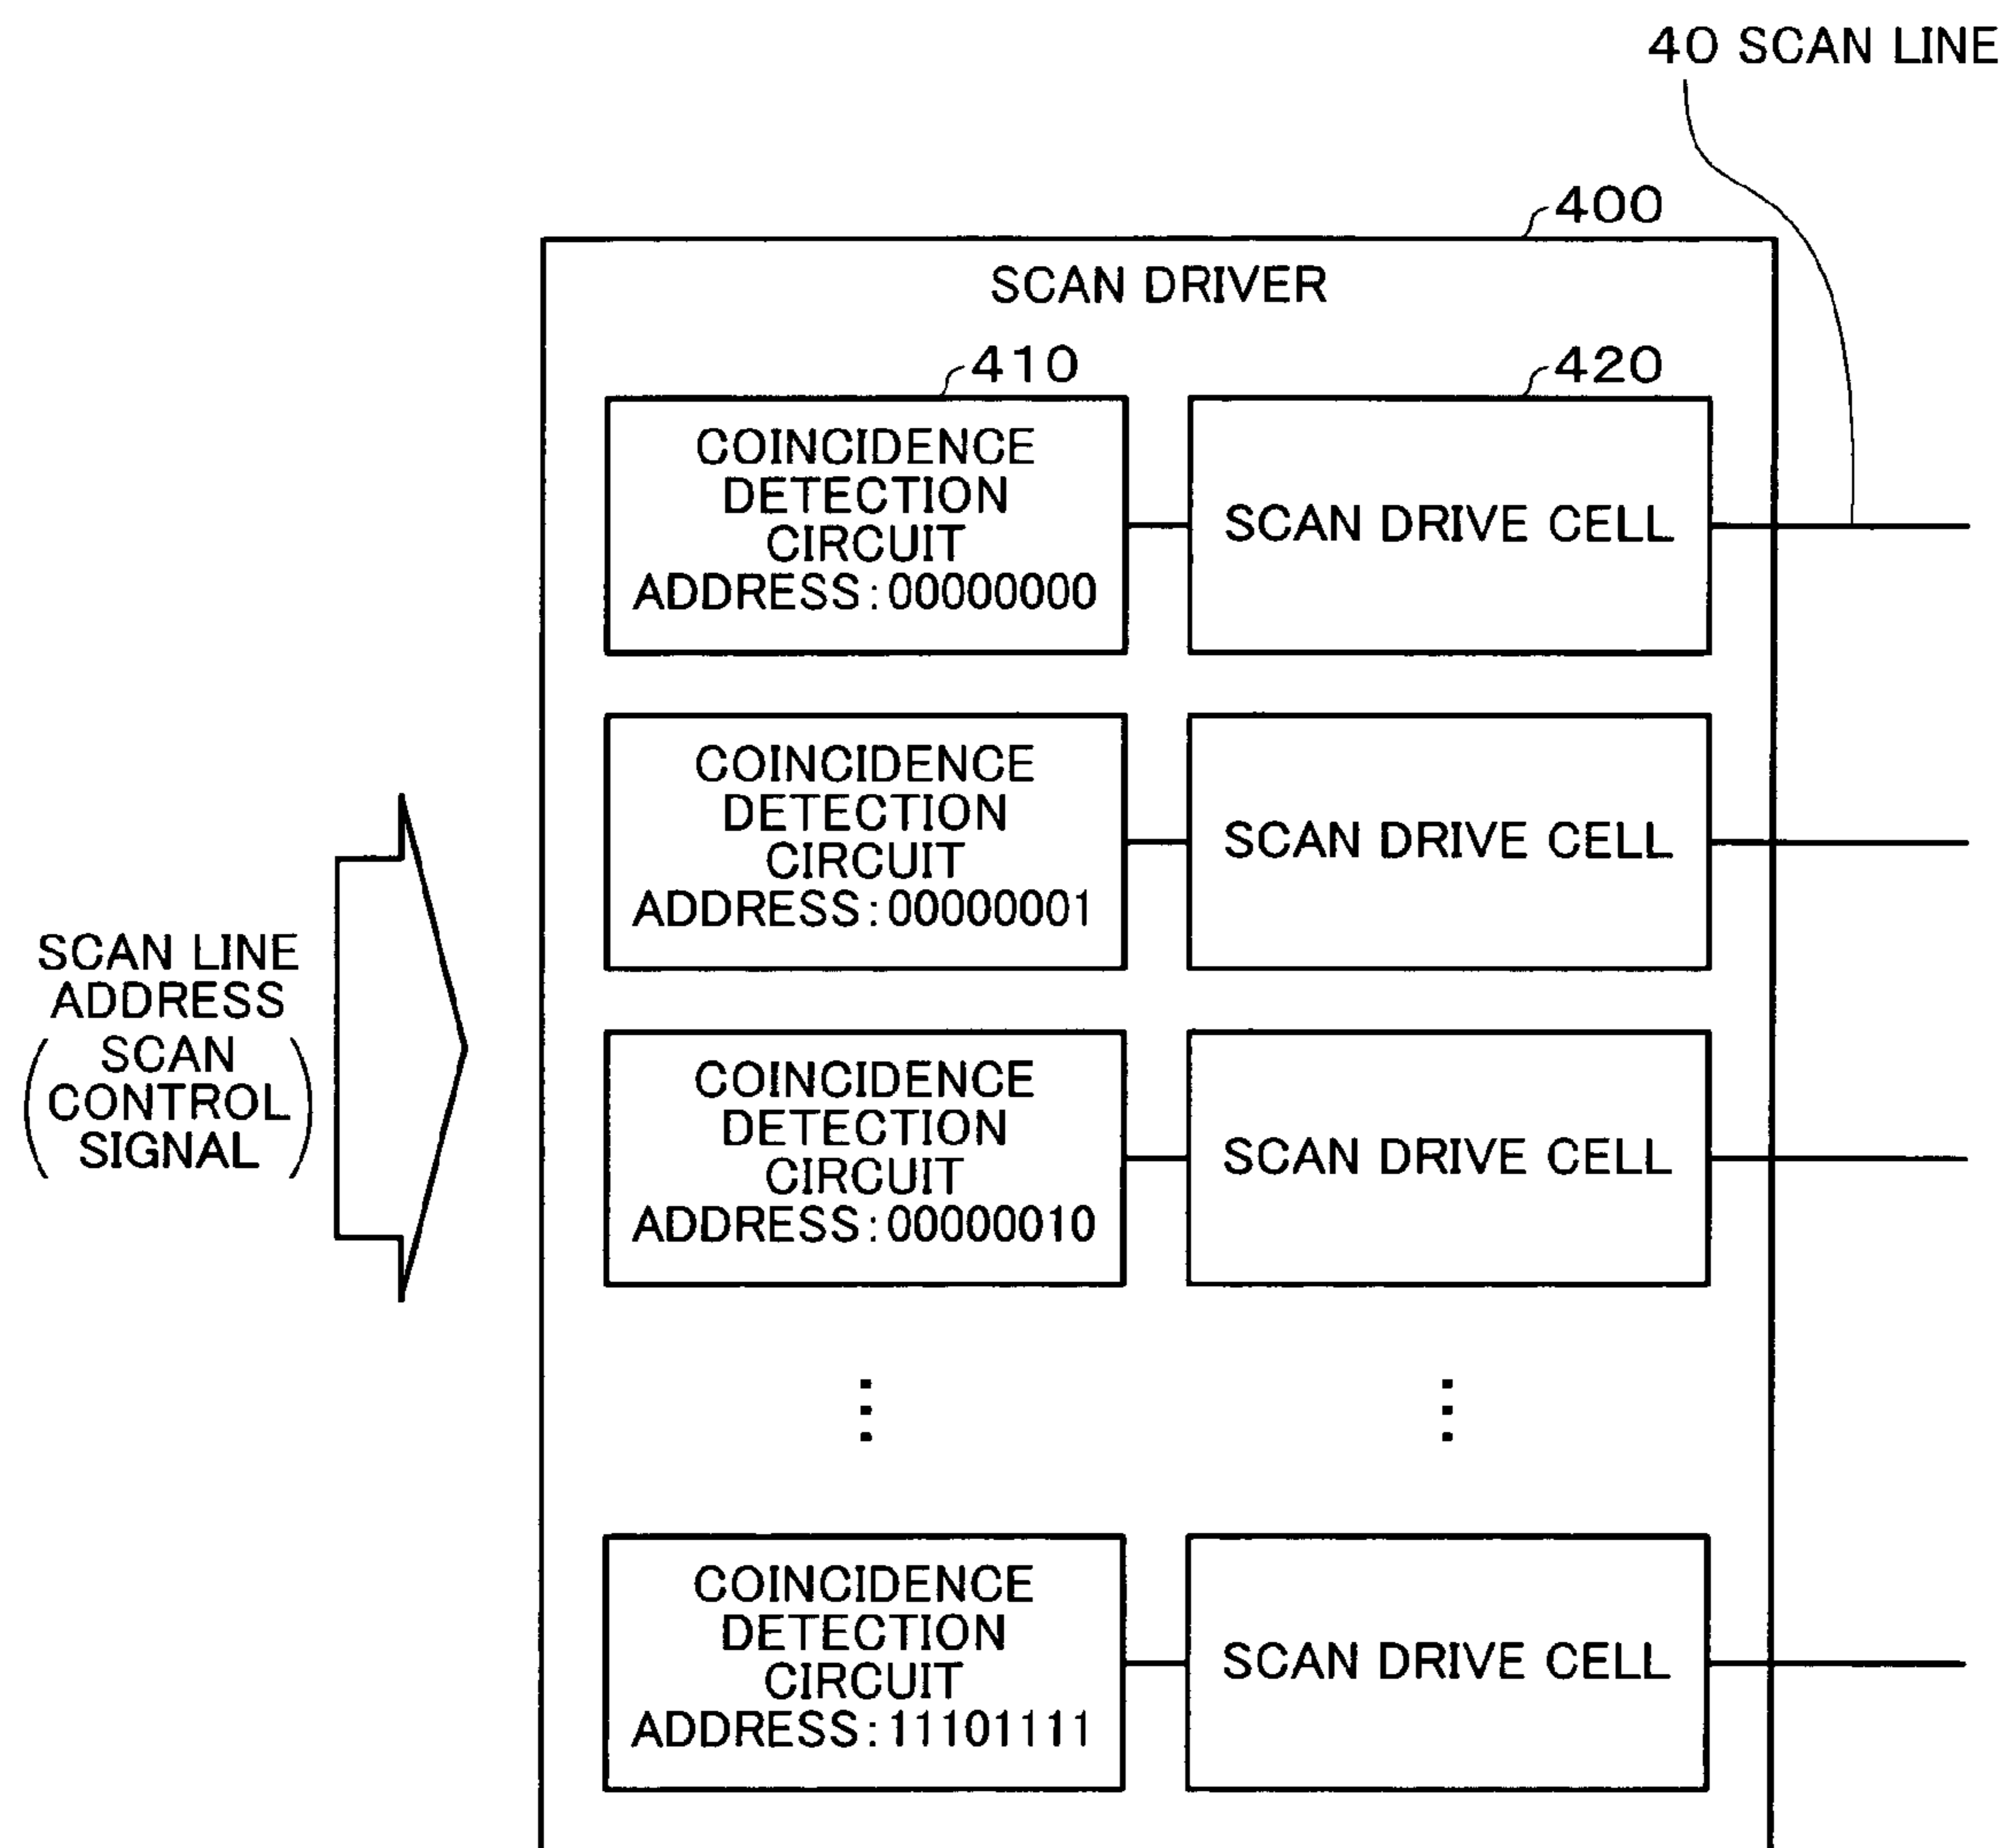 40 SCAN LINE
400
SCAN DRIVER
410
420
COINCIDENCE
DETECTION
CIRCUIT
ADDRESS:00000000
SCAN DRIVE CELL
COINCIDENCE
DETECTION
CIRCUIT
ADDRESS:00000001
SCAN DRIVE CELL
SCAN LINE
ADDRESS
(SCAN
CONTROL
SIGNAL)
COINCIDENCE
DETECTION
CIRCUIT
ADDRESS:00000010
SCAN DRIVE CELL
COINCIDENCE
DETECTION
CIRCUIT
ADDRESS:11101111
SCAN DRIVE CELL